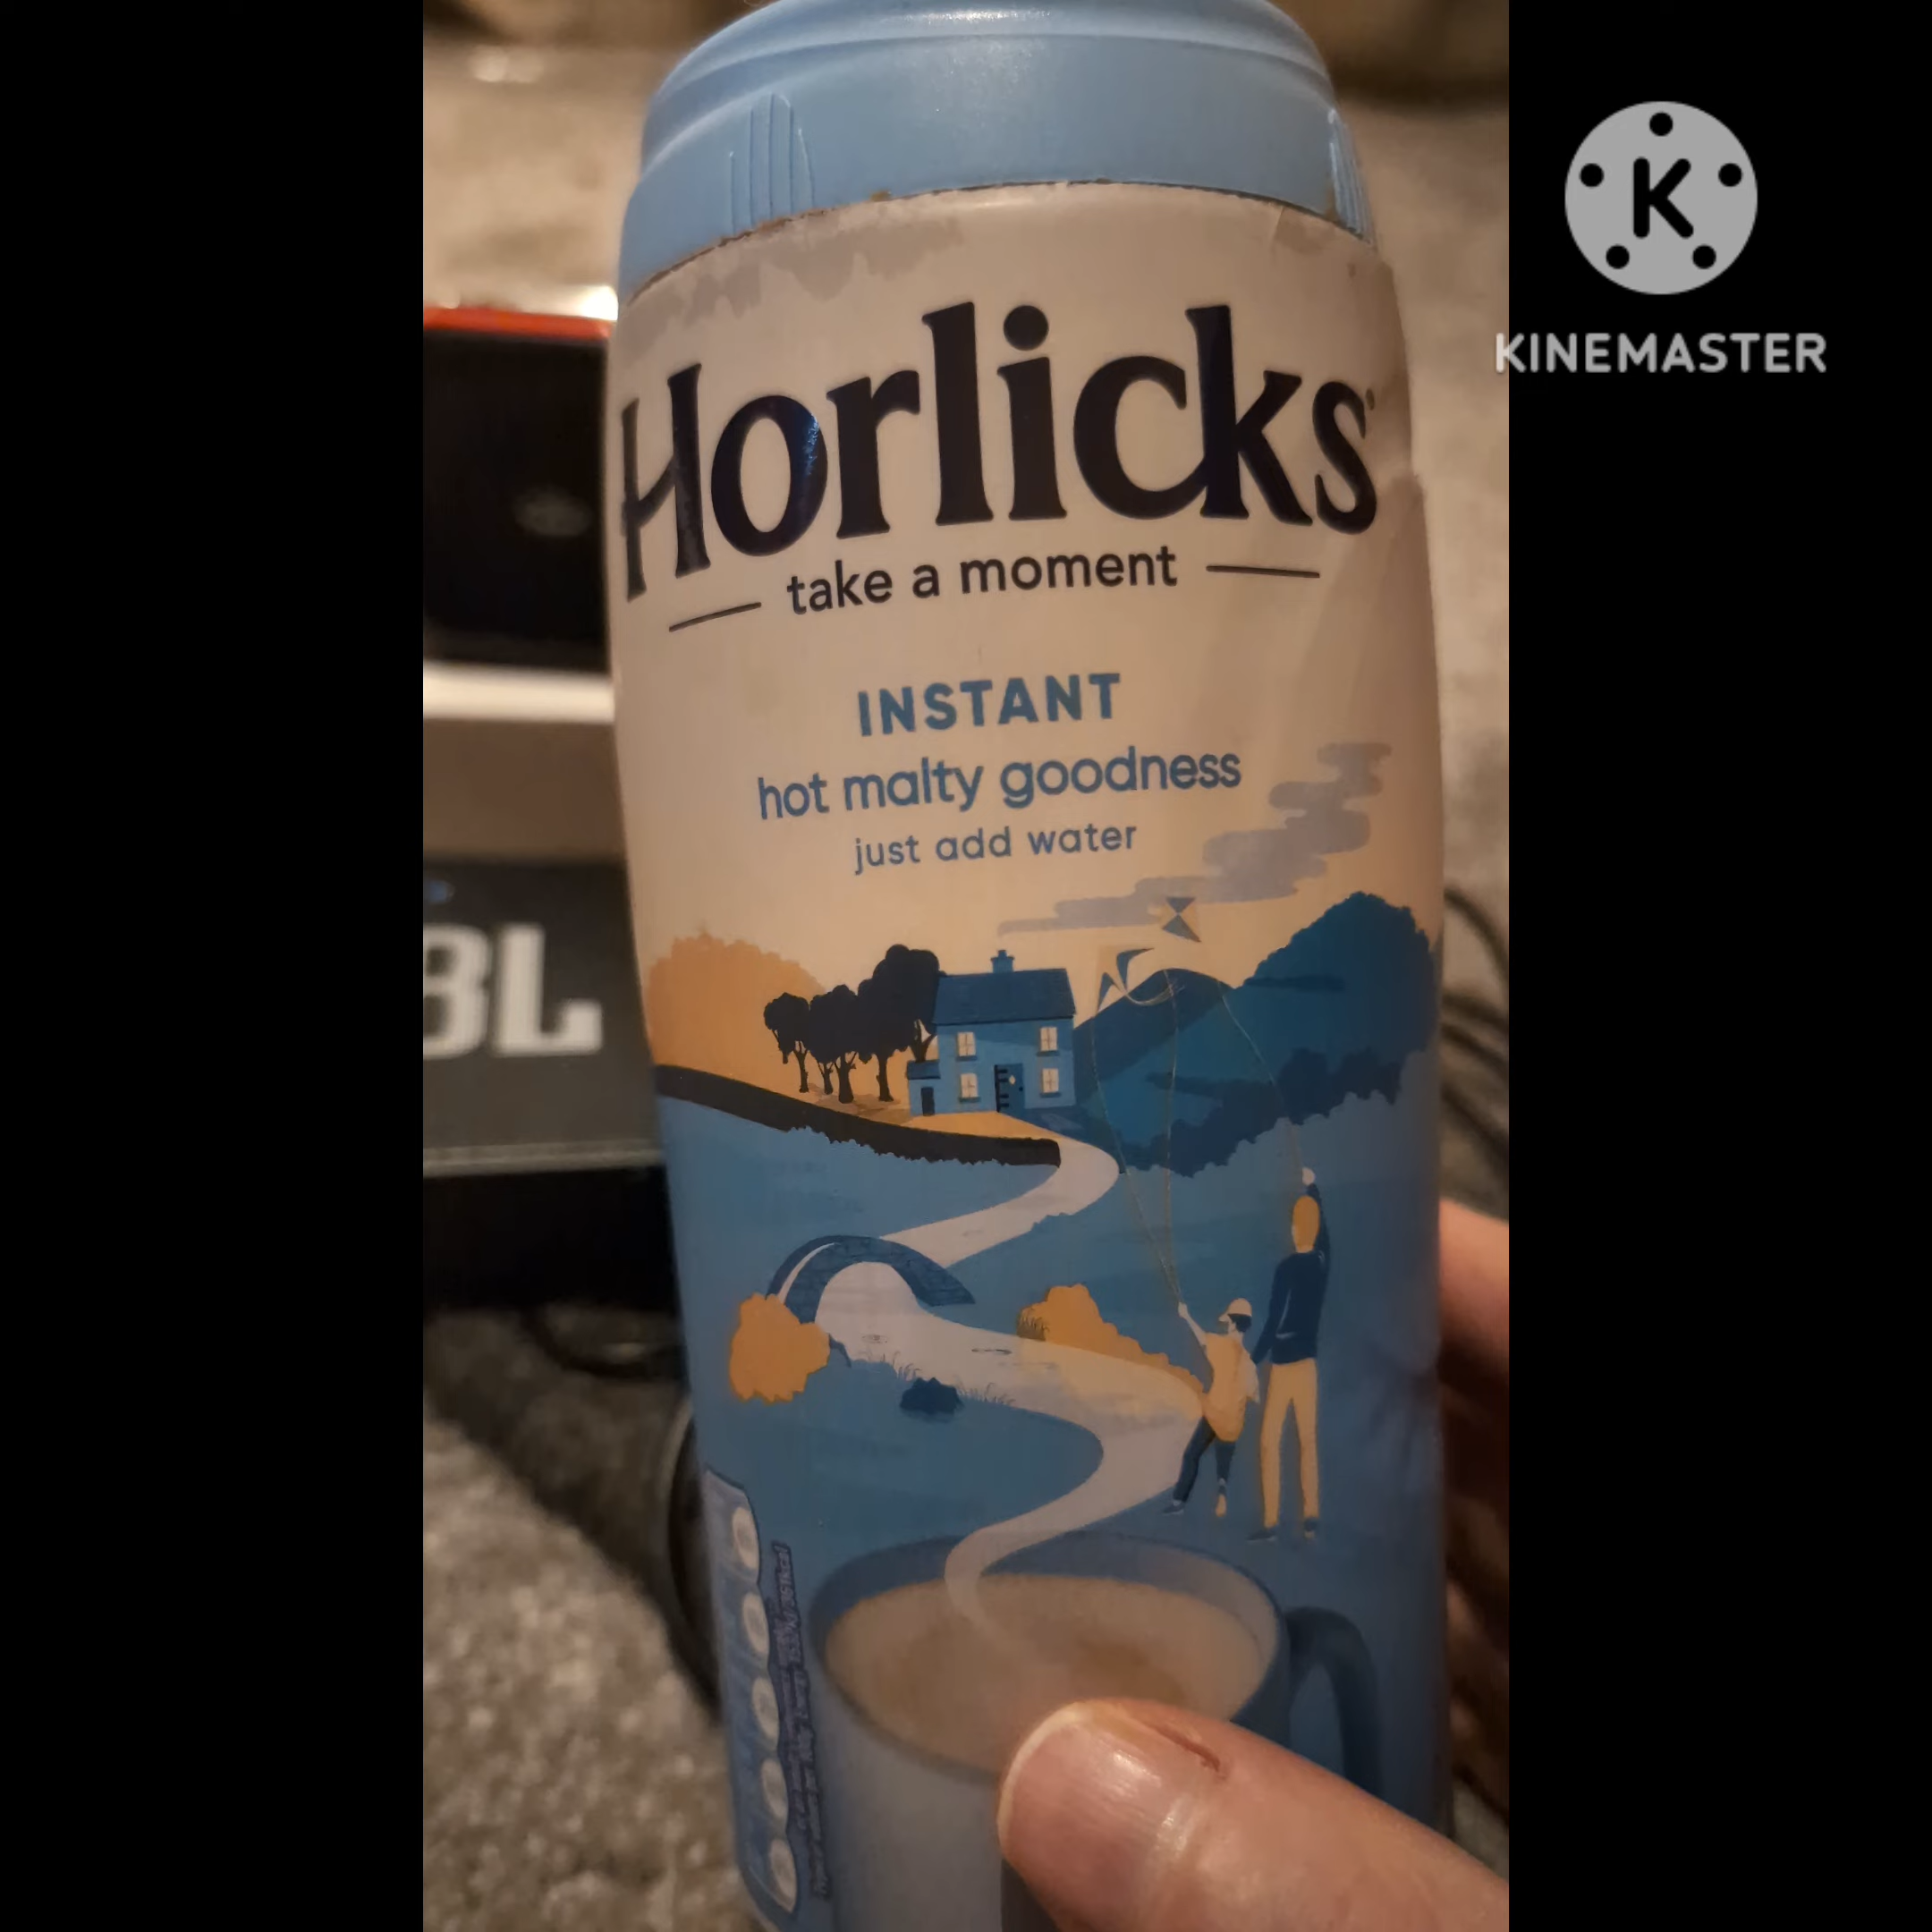 Horlicks
take a moment
INSTANT
hot malty goodness
just add water
BL
K
KINEMASTER